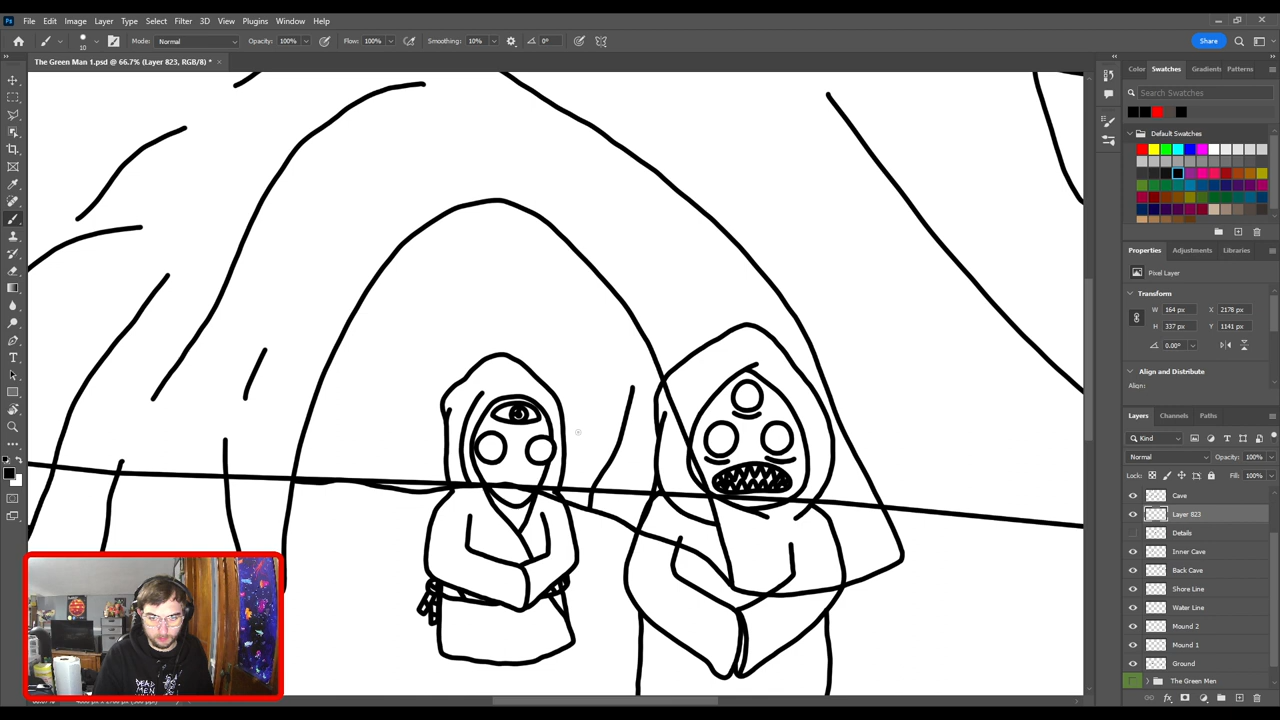 Ps File Edit Image Layer Type Select Filter 3D View Plugins Window Help
10 Mode: Normal Opacity: 100% Flow: 100% Smoothing: 10% 0° Share
The Green Man 1.psd @ 66.7% (Layer 823, RGB/8) *
Color Swatches Gradients Patterns
Search Swatches
Default Swatches
Properties Adjustments Libraries
Pixel Layer
Transform
W 164 px X 2178 px
H 337 px Y 1141 px
0.00°
Align and Distribute
Align:
Layers Channels Paths
Kind
Normal Opacity: 100%
Lock: Fill: 100%
Cave
Layer 823
Details
Inner Cave
Back Cave
Shore Line
Water Line
Mound 2
Mound 1
Ground
The Green Men
DEAD
MEN